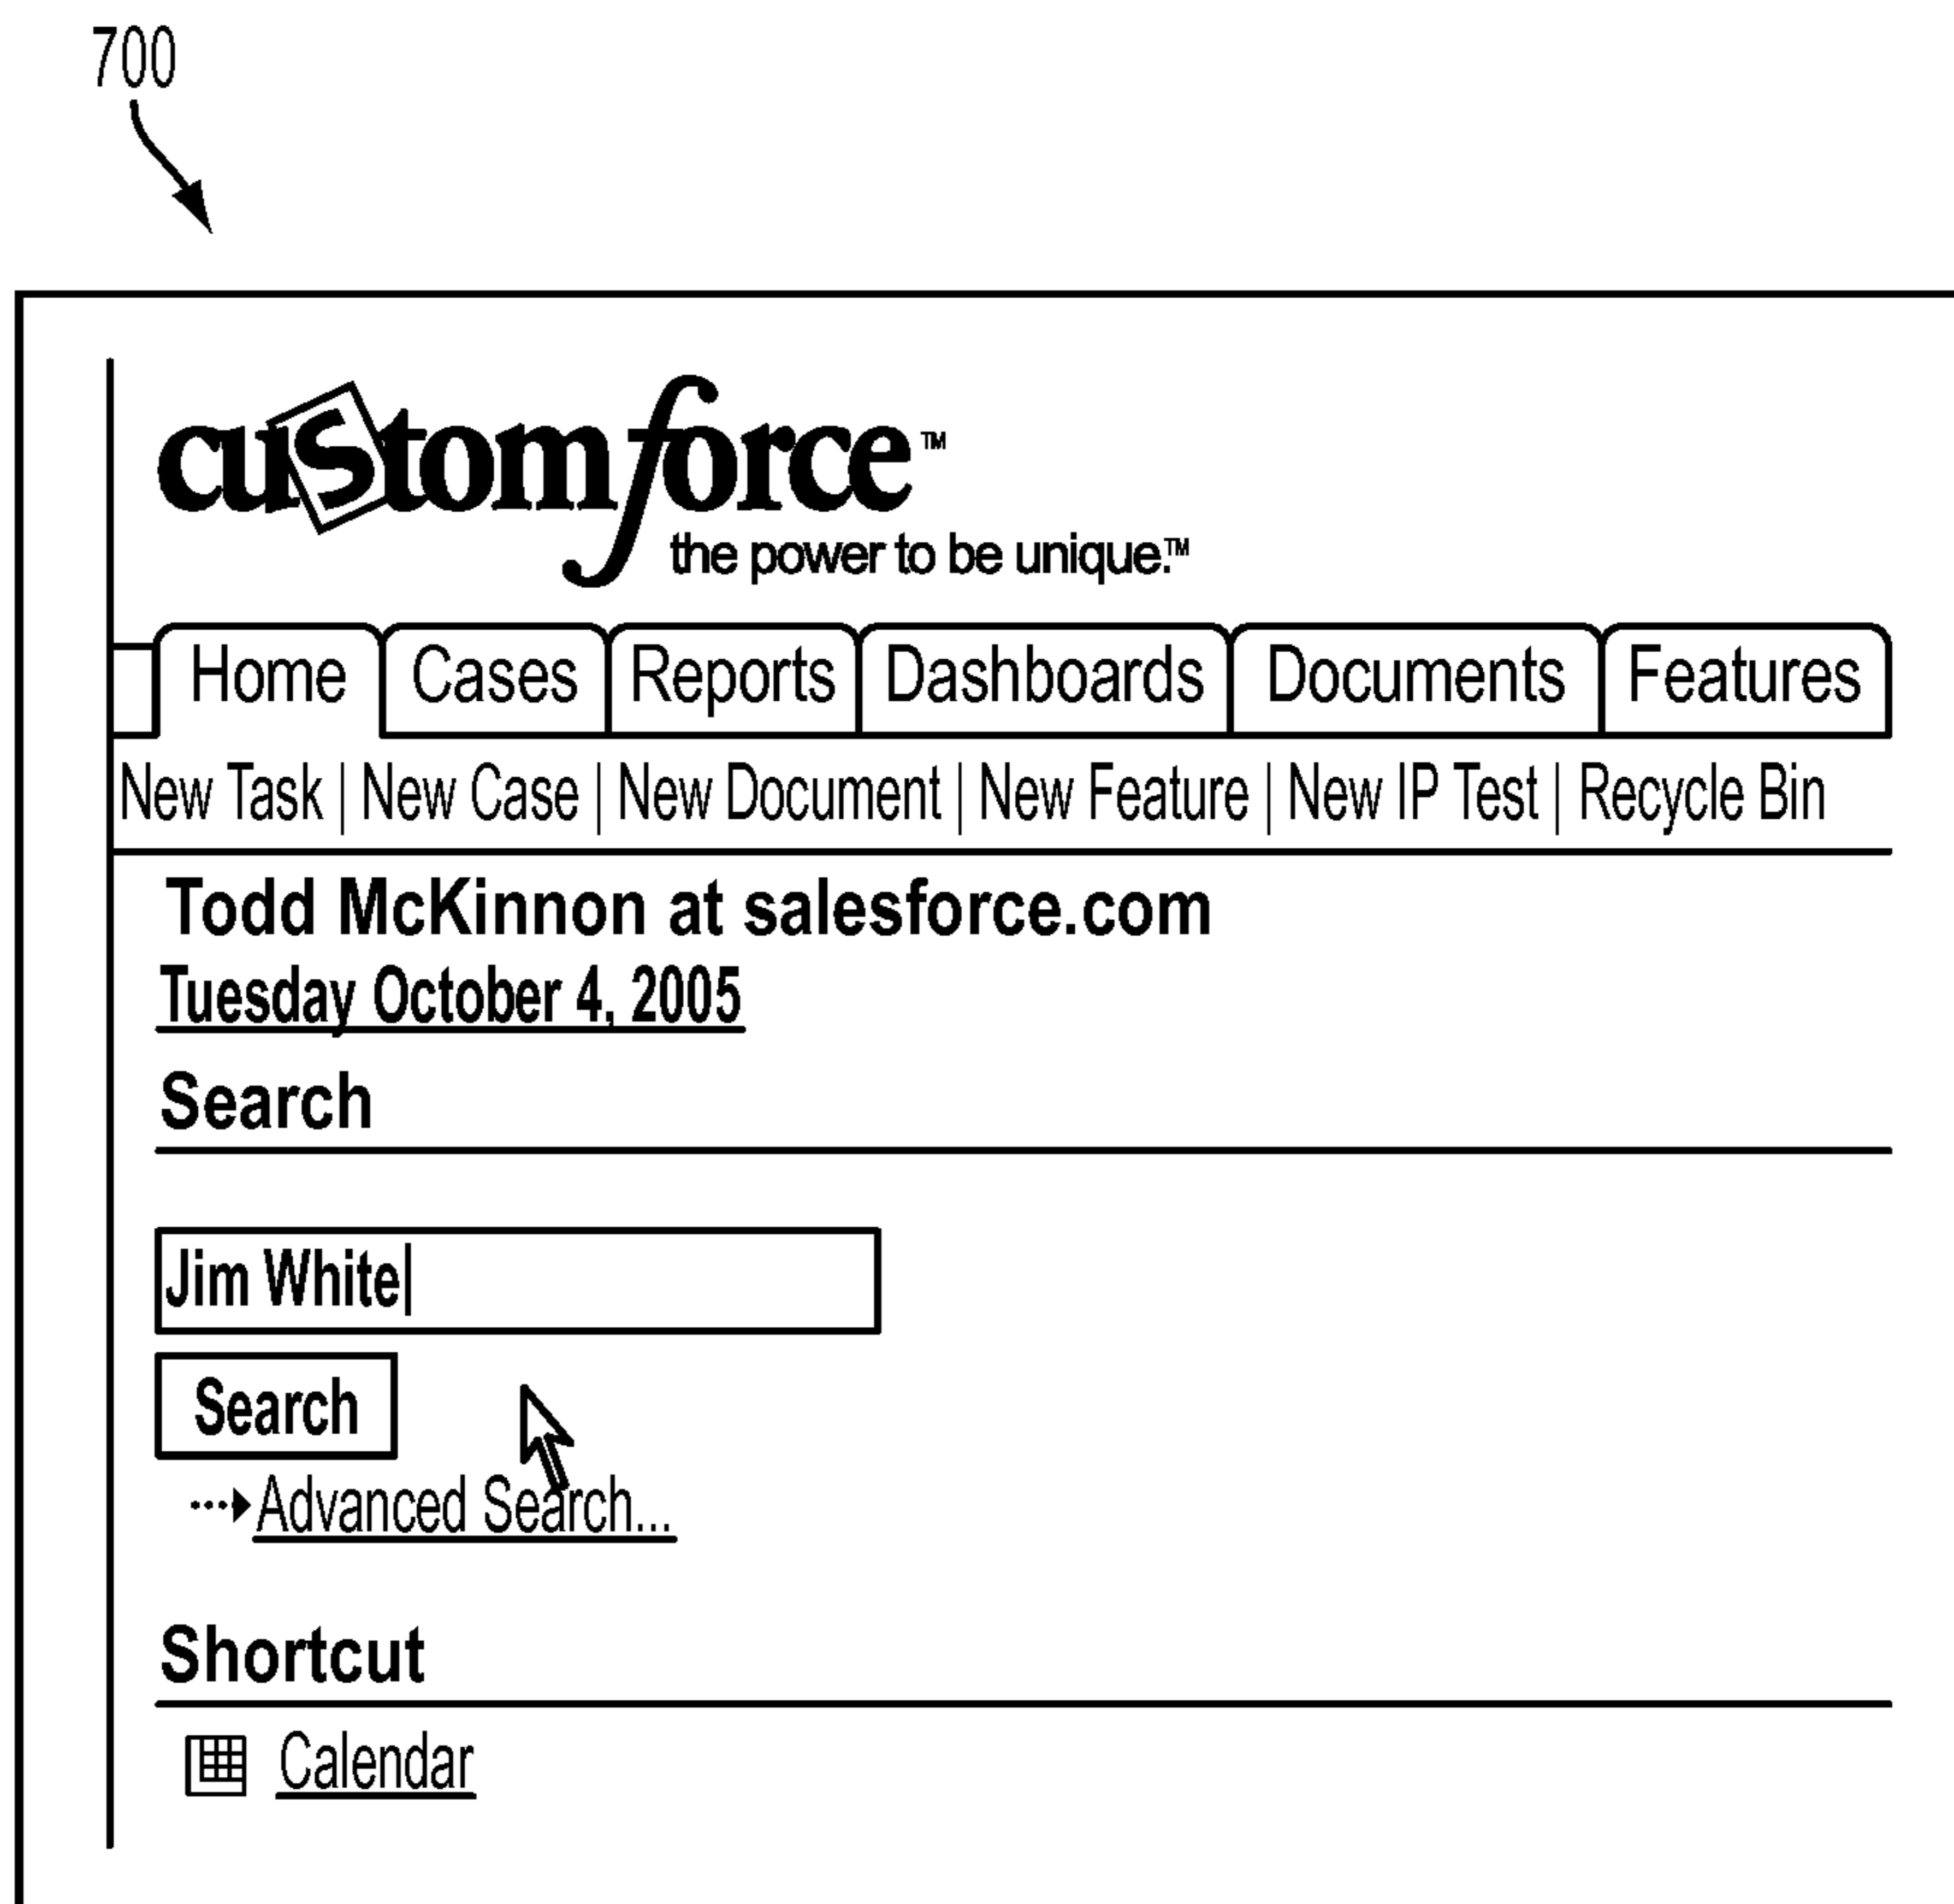 700
customforce™
the power to be unique.™
Home Cases Reports Dashboards Documents Features
New Task | New Case | New Document | New Feature | New IP Test | Recycle Bin
Todd McKinnon at salesforce.com
Tuesday October 4, 2005
Search
Jim White
Search
Advanced Search...
Shortcut
Calendar